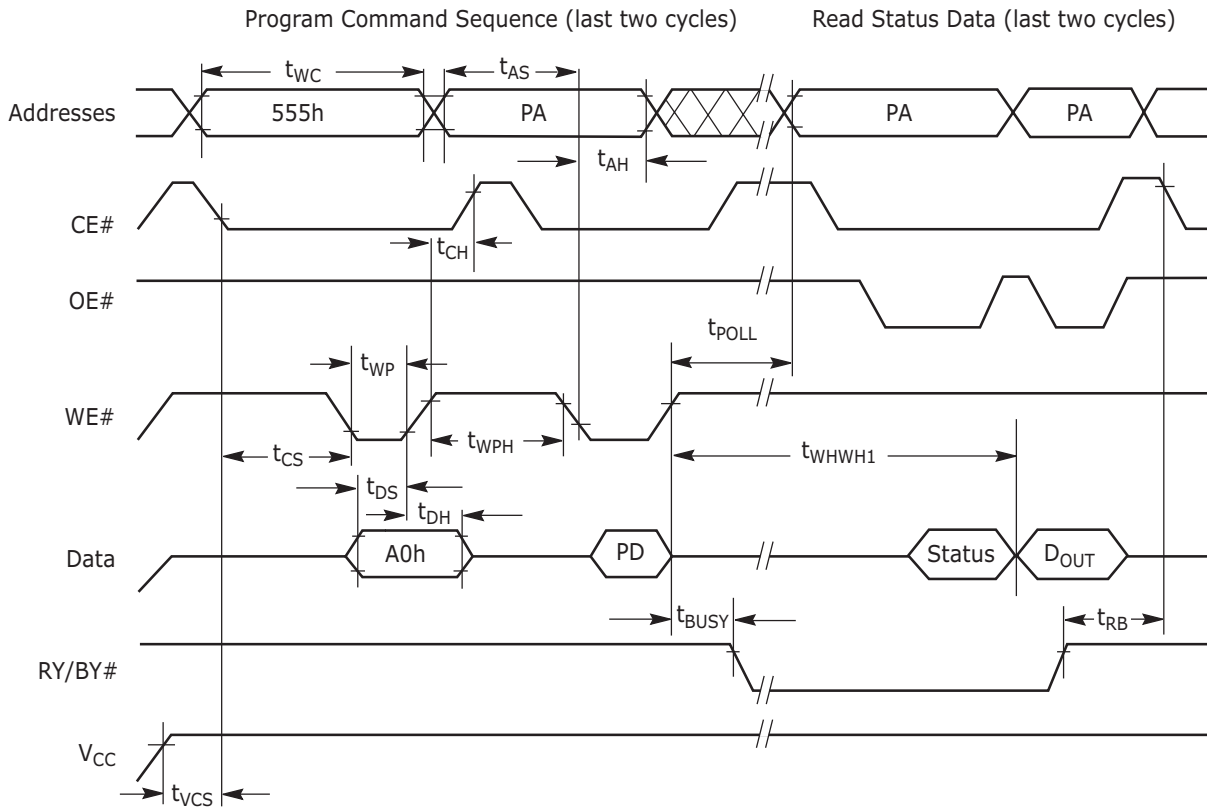 Program Command Sequence (last two cycles) Read Status Data (last two cycles)
tWC tAS
Addresses 555h PA PA PA
tAH
CE#
tCH
OE#
tPOLL
tWP
WE#
tWPH tWHWH1
tCS
tDS
tDH
Data A0h PD Status DOUT
tBUSY tRB
RY/BY#
VCC
tVCS